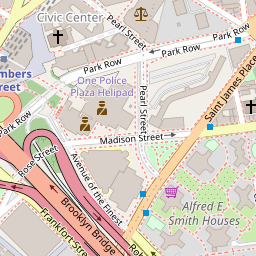 Civic Center
Pearl Street
Park Row
Park Row
mbers
treet
One Police
Plaza Helipad
Pearl Street
Saint James Place
Park Row
Madison Street
Rose Street
Avenue of the Finest
Alfred E.
Smith Houses
Frankfort Street
Brooklyn Bridge